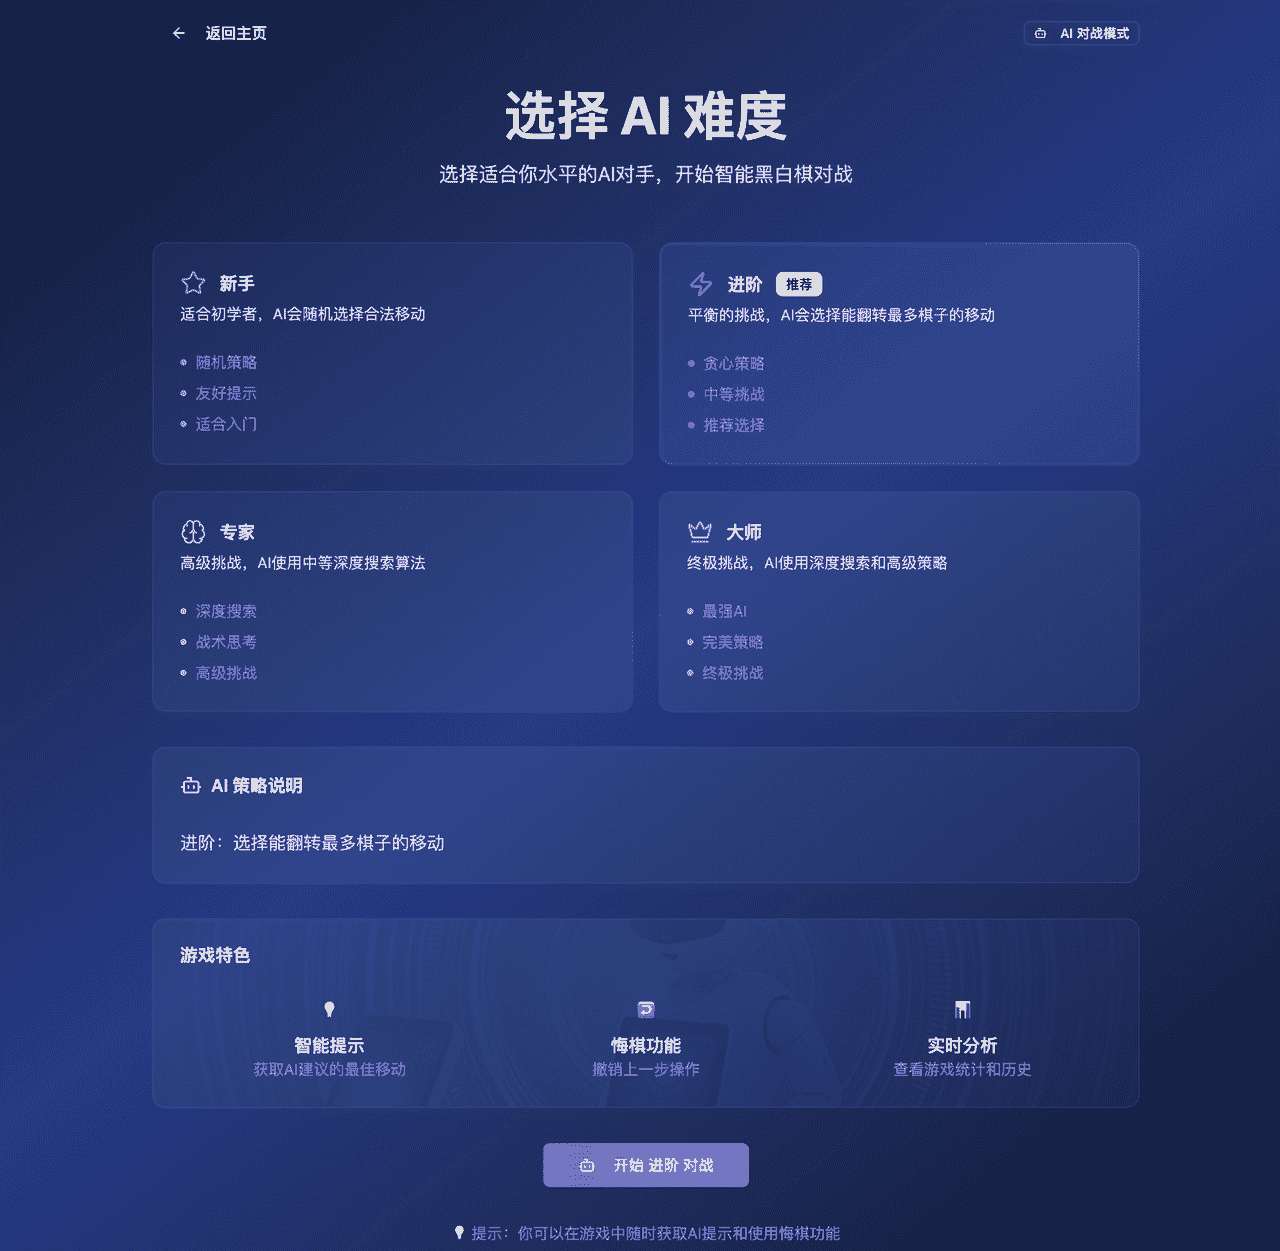 返回主页
AI 对战模式
选择 AI 难度
选择适合你水平的AI对手，开始智能黑白棋对战
新手
适合初学者，AI会随机选择合法移动
随机策略
友好提示
适合入门
进阶 推荐
平衡的挑战，AI会选择能翻转最多棋子的移动
贪心策略
中等挑战
推荐选择
专家
高级挑战，AI使用中等深度搜索算法
深度搜索
战术思考
高级挑战
大师
终极挑战，AI使用深度搜索和高级策略
最强AI
完美策略
终极挑战
AI 策略说明
进阶：选择能翻转最多棋子的移动
游戏特色
智能提示
获取AI建议的最佳移动
悔棋功能
撤销上一步操作
实时分析
查看游戏统计和历史
开始 进阶 对战
提示：你可以在游戏中随时获取AI提示和使用悔棋功能